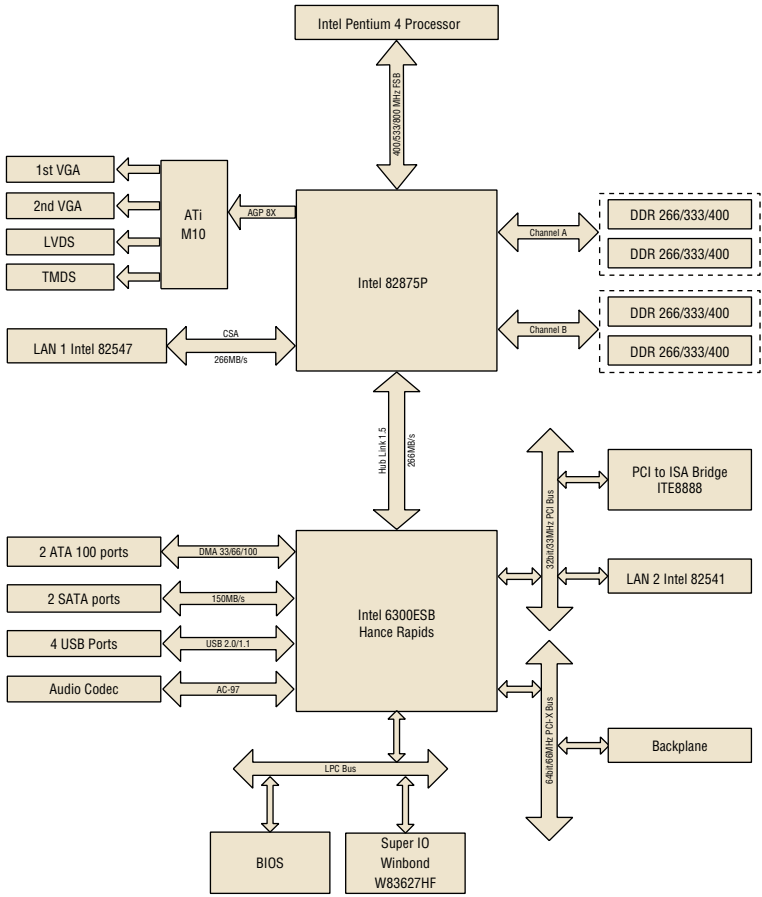 Intel Pentium 4 Processor
400/533/800 MHz FSB
1st VGA
2nd VGA
LVDS
TMDS
ATi
M10
AGP 8X
Intel 82875P
Channel A
DDR 266/333/400
DDR 266/333/400
Channel B
DDR 266/333/400
DDR 266/333/400
LAN 1 Intel 82547
CSA
266MB/s
Hub Link 1.5
266MB/s
32bit/33MHz PCI Bus
PCI to ISA Bridge
ITE8888
LAN 2 Intel 82541
2 ATA 100 ports
DMA 33/66/100
2 SATA ports
150MB/s
4 USB Ports
USB 2.0/1.1
Audio Codec
AC-97
Intel 6300ESB
Hance Rapids
64bit/66MHz PCI-X Bus
Backplane
LPC Bus
BIOS
Super IO
Winbond
W83627HF